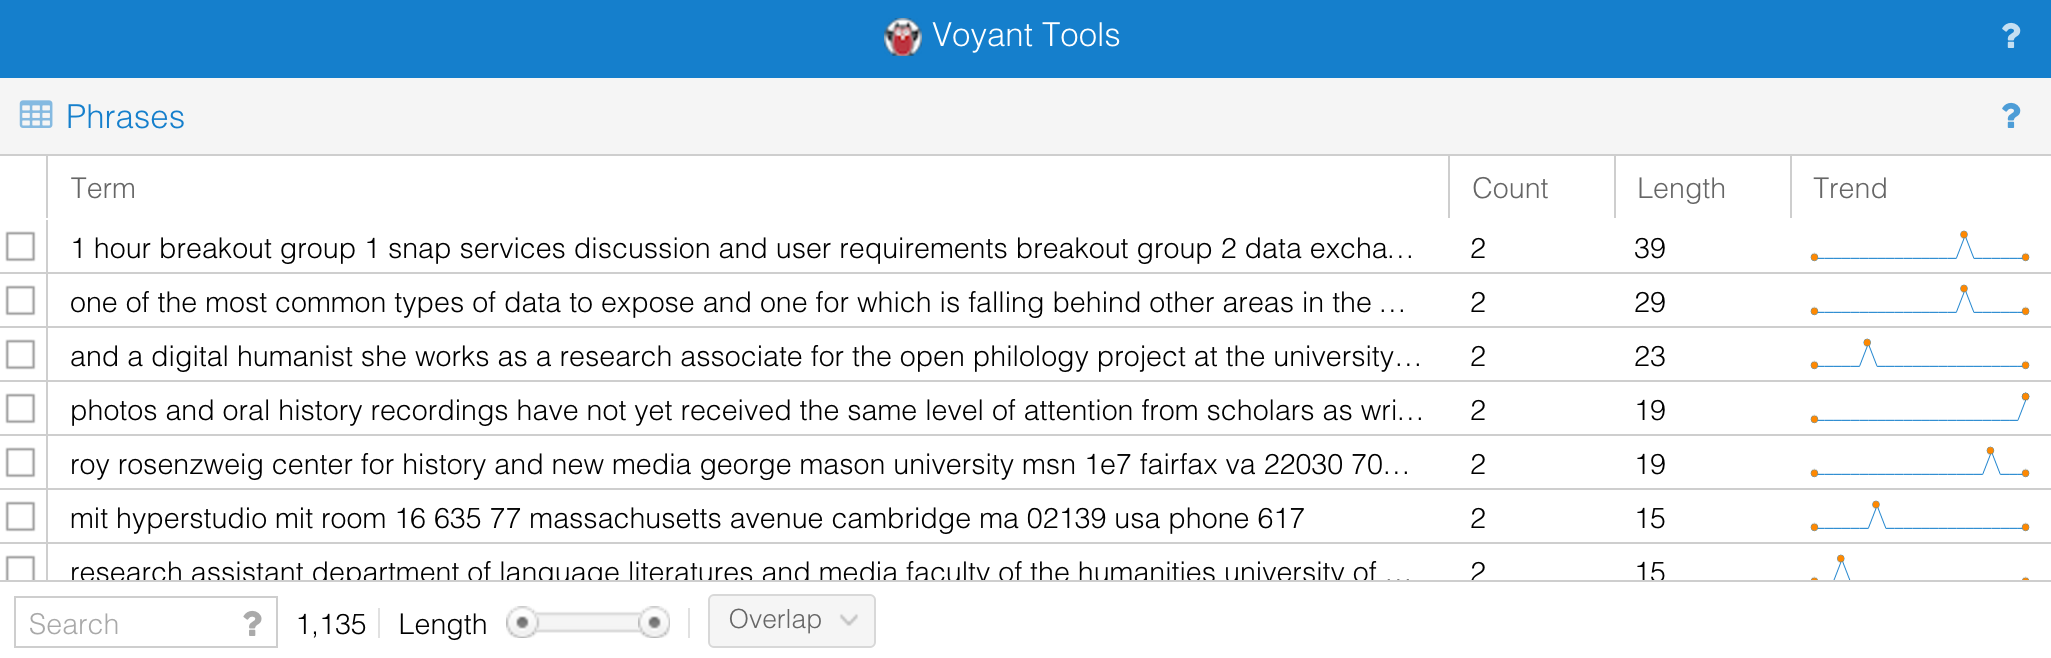 Voyant Tools ?
Phrases ?
Term Count Length Trend
1 hour breakout group 1 snap services discussion and user requirements breakout group 2 data excha... 2 39
one of the most common types of data to expose and one for which is falling behind other areas in the ... 2 29
and a digital humanist she works as a research associate for the open philology project at the university... 2 23
photos and oral history recordings have not yet received the same level of attention from scholars as wri... 2 19
roy rosenzweig center for history and new media george mason university msn 1e7 fairfax va 22030 70... 2 19
mit hyperstudio mit room 16 635 77 massachusetts avenue cambridge ma 02139 usa phone 617 2 15
research assistant department of language literatures and media faculty of the humanities university of ... 2 15
Search ? 1,135 Length Overlap